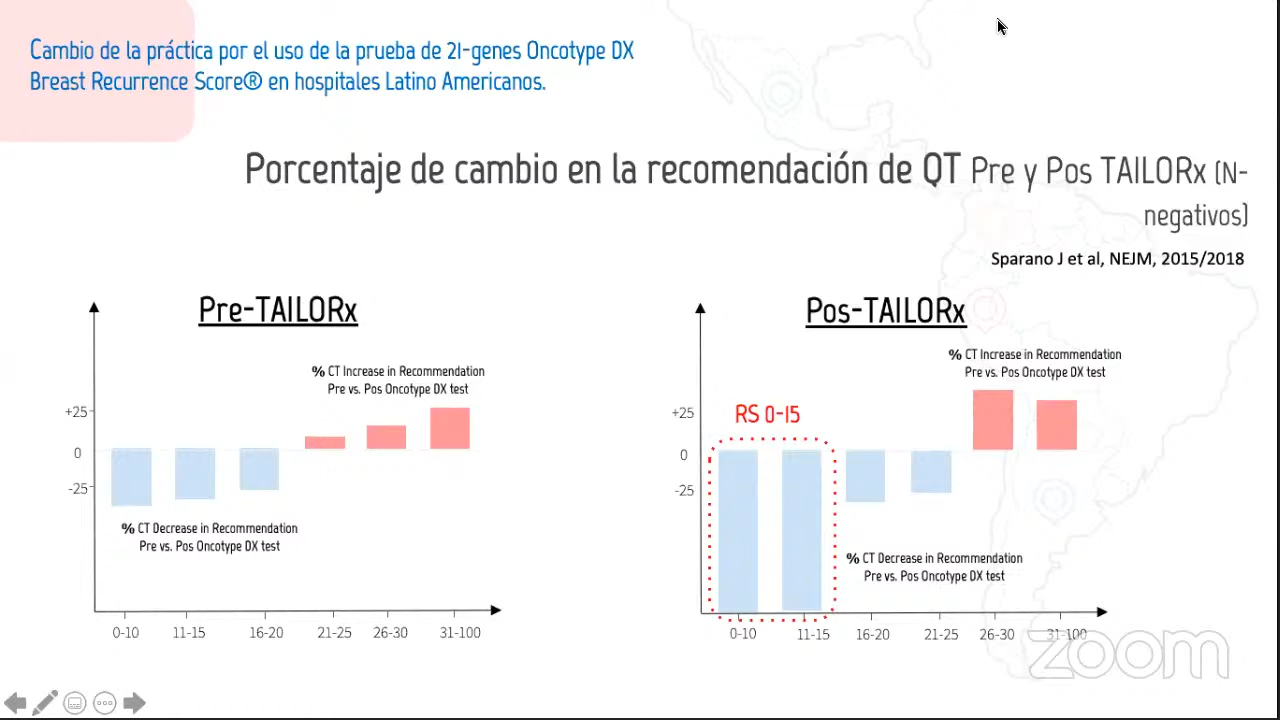 Cambio de la práctica por el uso de la prueba de 21-genes Oncotype DX
Breast Recurrence Score® en hospitales Latino Americanos.
Porcentaje de cambio en la recomendación de QT Pre y Pos TAILORx (N-
negativos)
Sparano J et al, NEJM, 2015/2018
Pre-TAILORx
% CT Increase in Recommendation
Pre vs. Pos Oncotype DX test
+25
0
-25
% CT Decrease in Recommendation
Pre vs. Pos Oncotype DX test
0-10 11-15 16-20 21-25 26-30 31-100
Pos-TAILORx
% CT Increase in Recommendation
Pre vs. Pos Oncotype DX test
RS 0-15
+25
0
-25
% CT Decrease in Recommendation
Pre vs. Pos Oncotype DX test
0-10 11-15 16-20 21-25 26-30 31-100
zoom